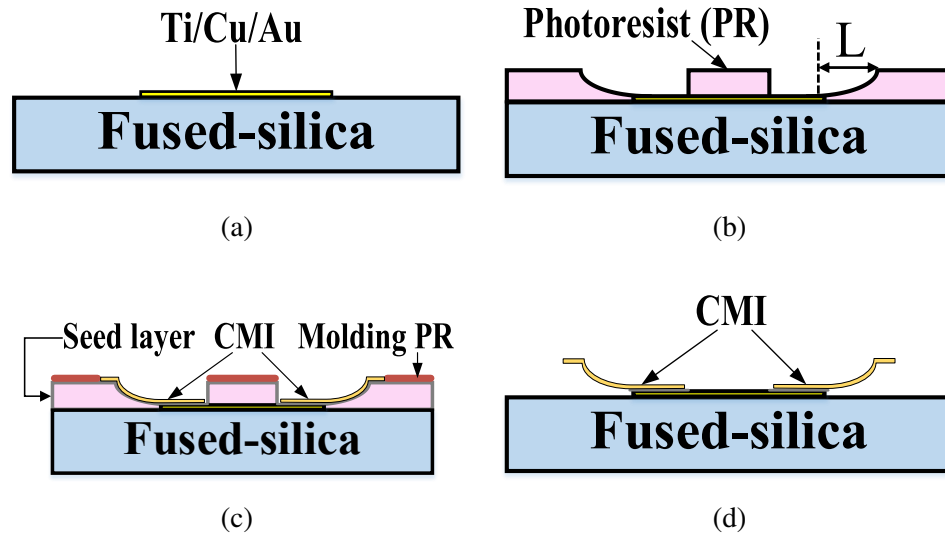 Ti/Cu/Au
Fused-silica
(a)
Photoresist (PR)
L
Fused-silica
(b)
Seed layer CMI Molding PR
Fused-silica
(c)
CMI
Fused-silica
(d)